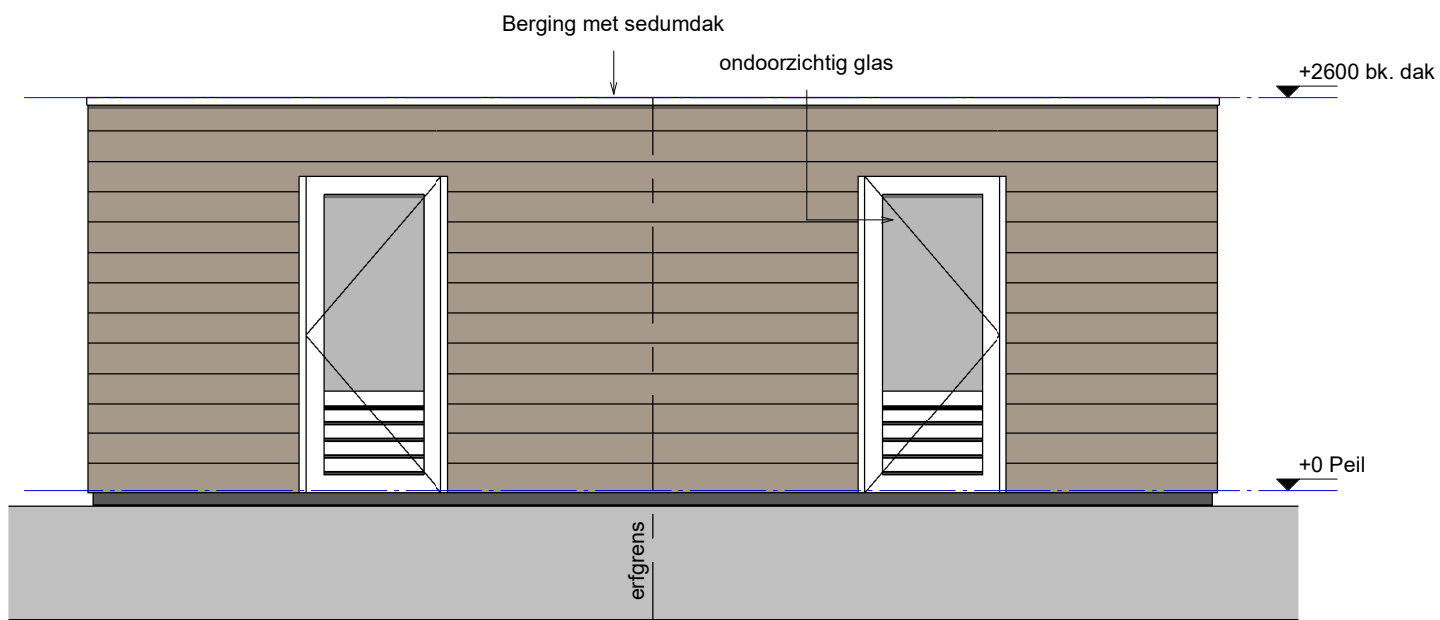 Berging met sedumdak
ondoorzichtig glas
+2600 bk. dak
+0 Peil
erfgrens